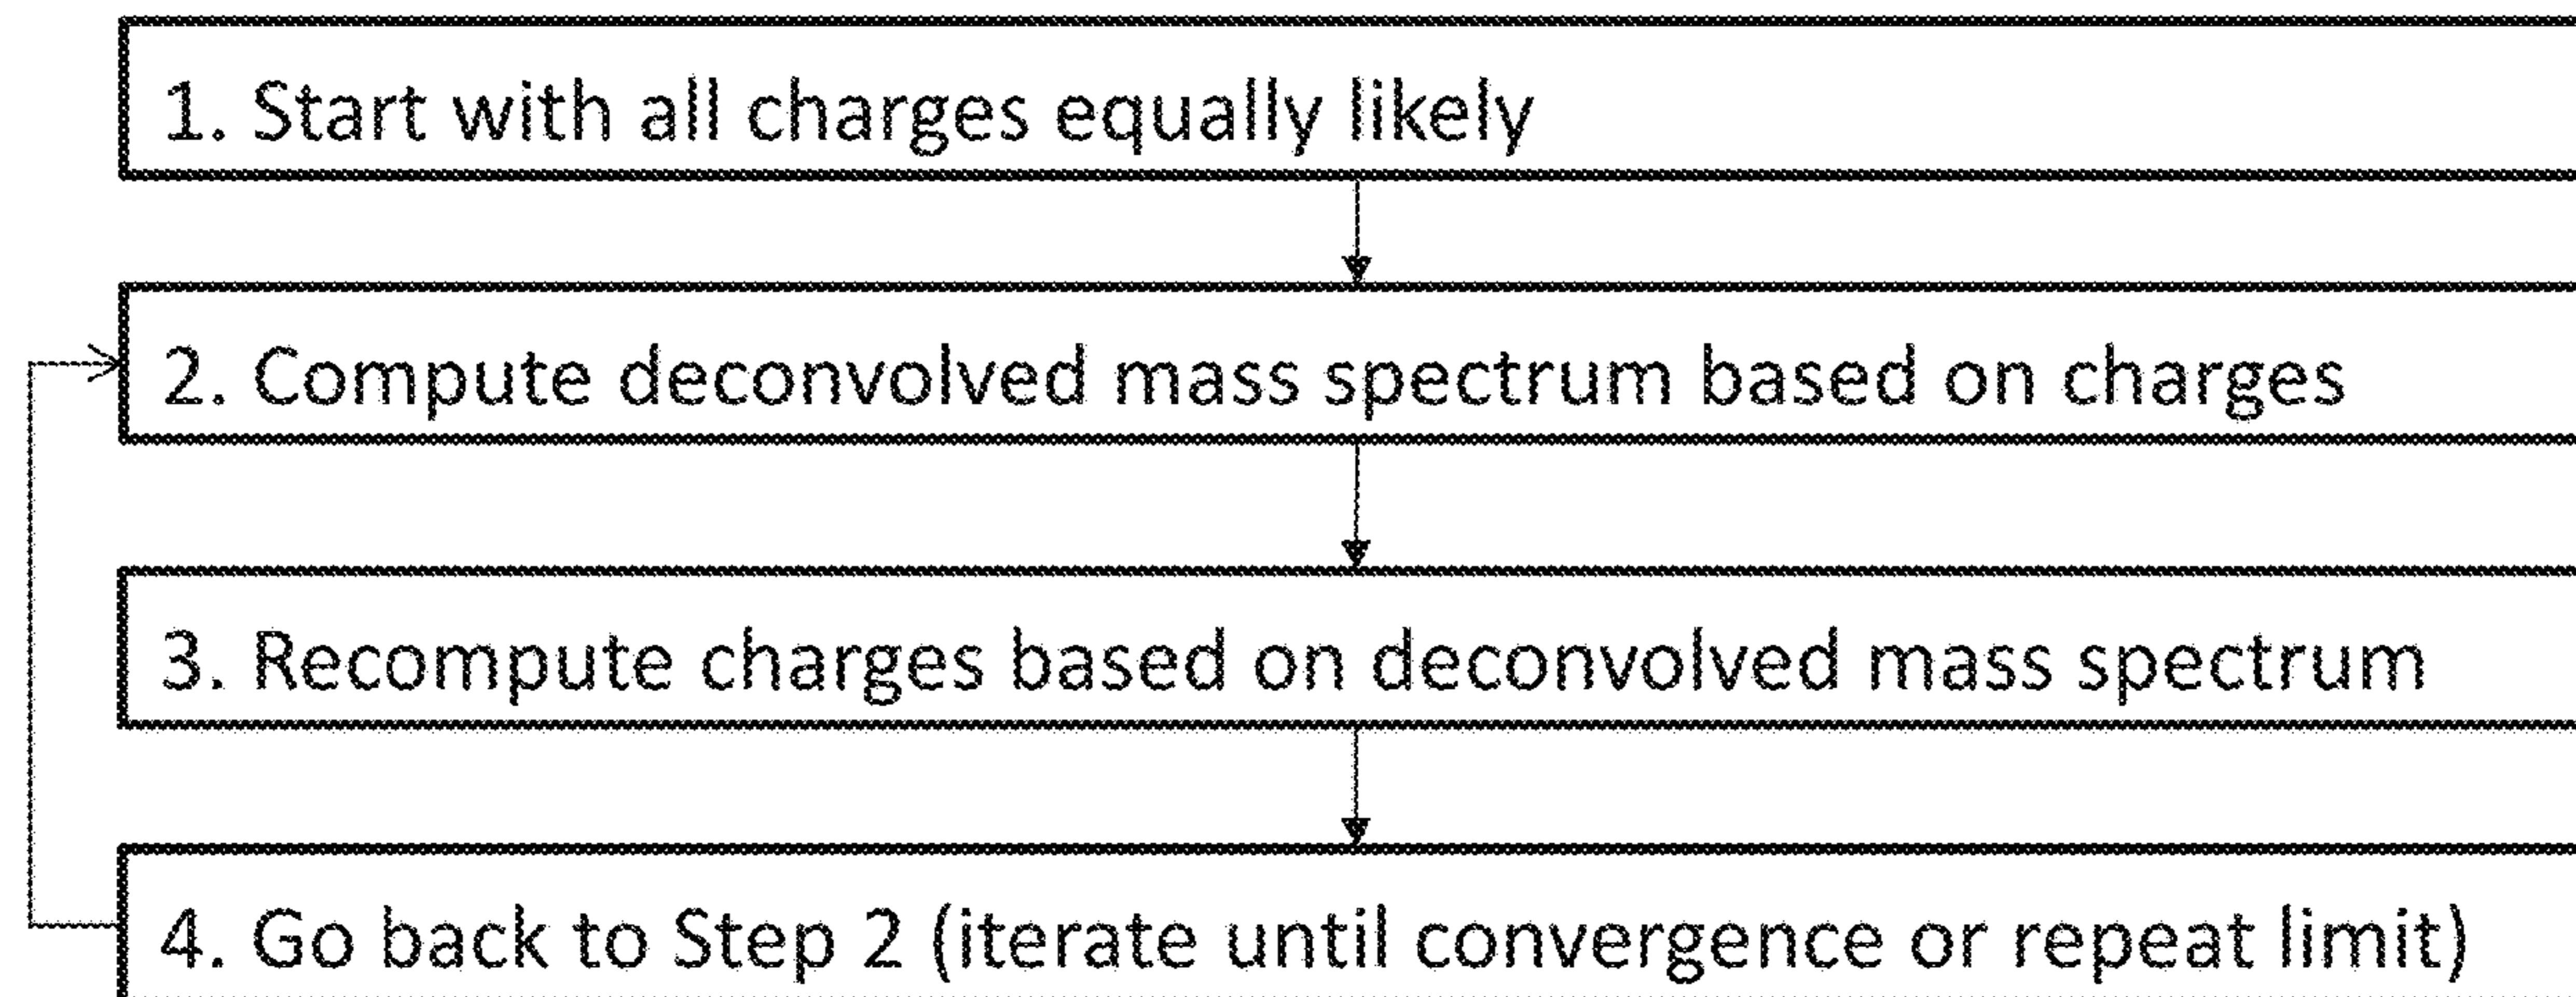 1. Start with all charges equally likely
2. Compute deconvolved mass spectrum based on charges
3. Recompute charges based on deconvolved mass spectrum
4. Go back to Step 2 (iterate until convergence or repeat limit)